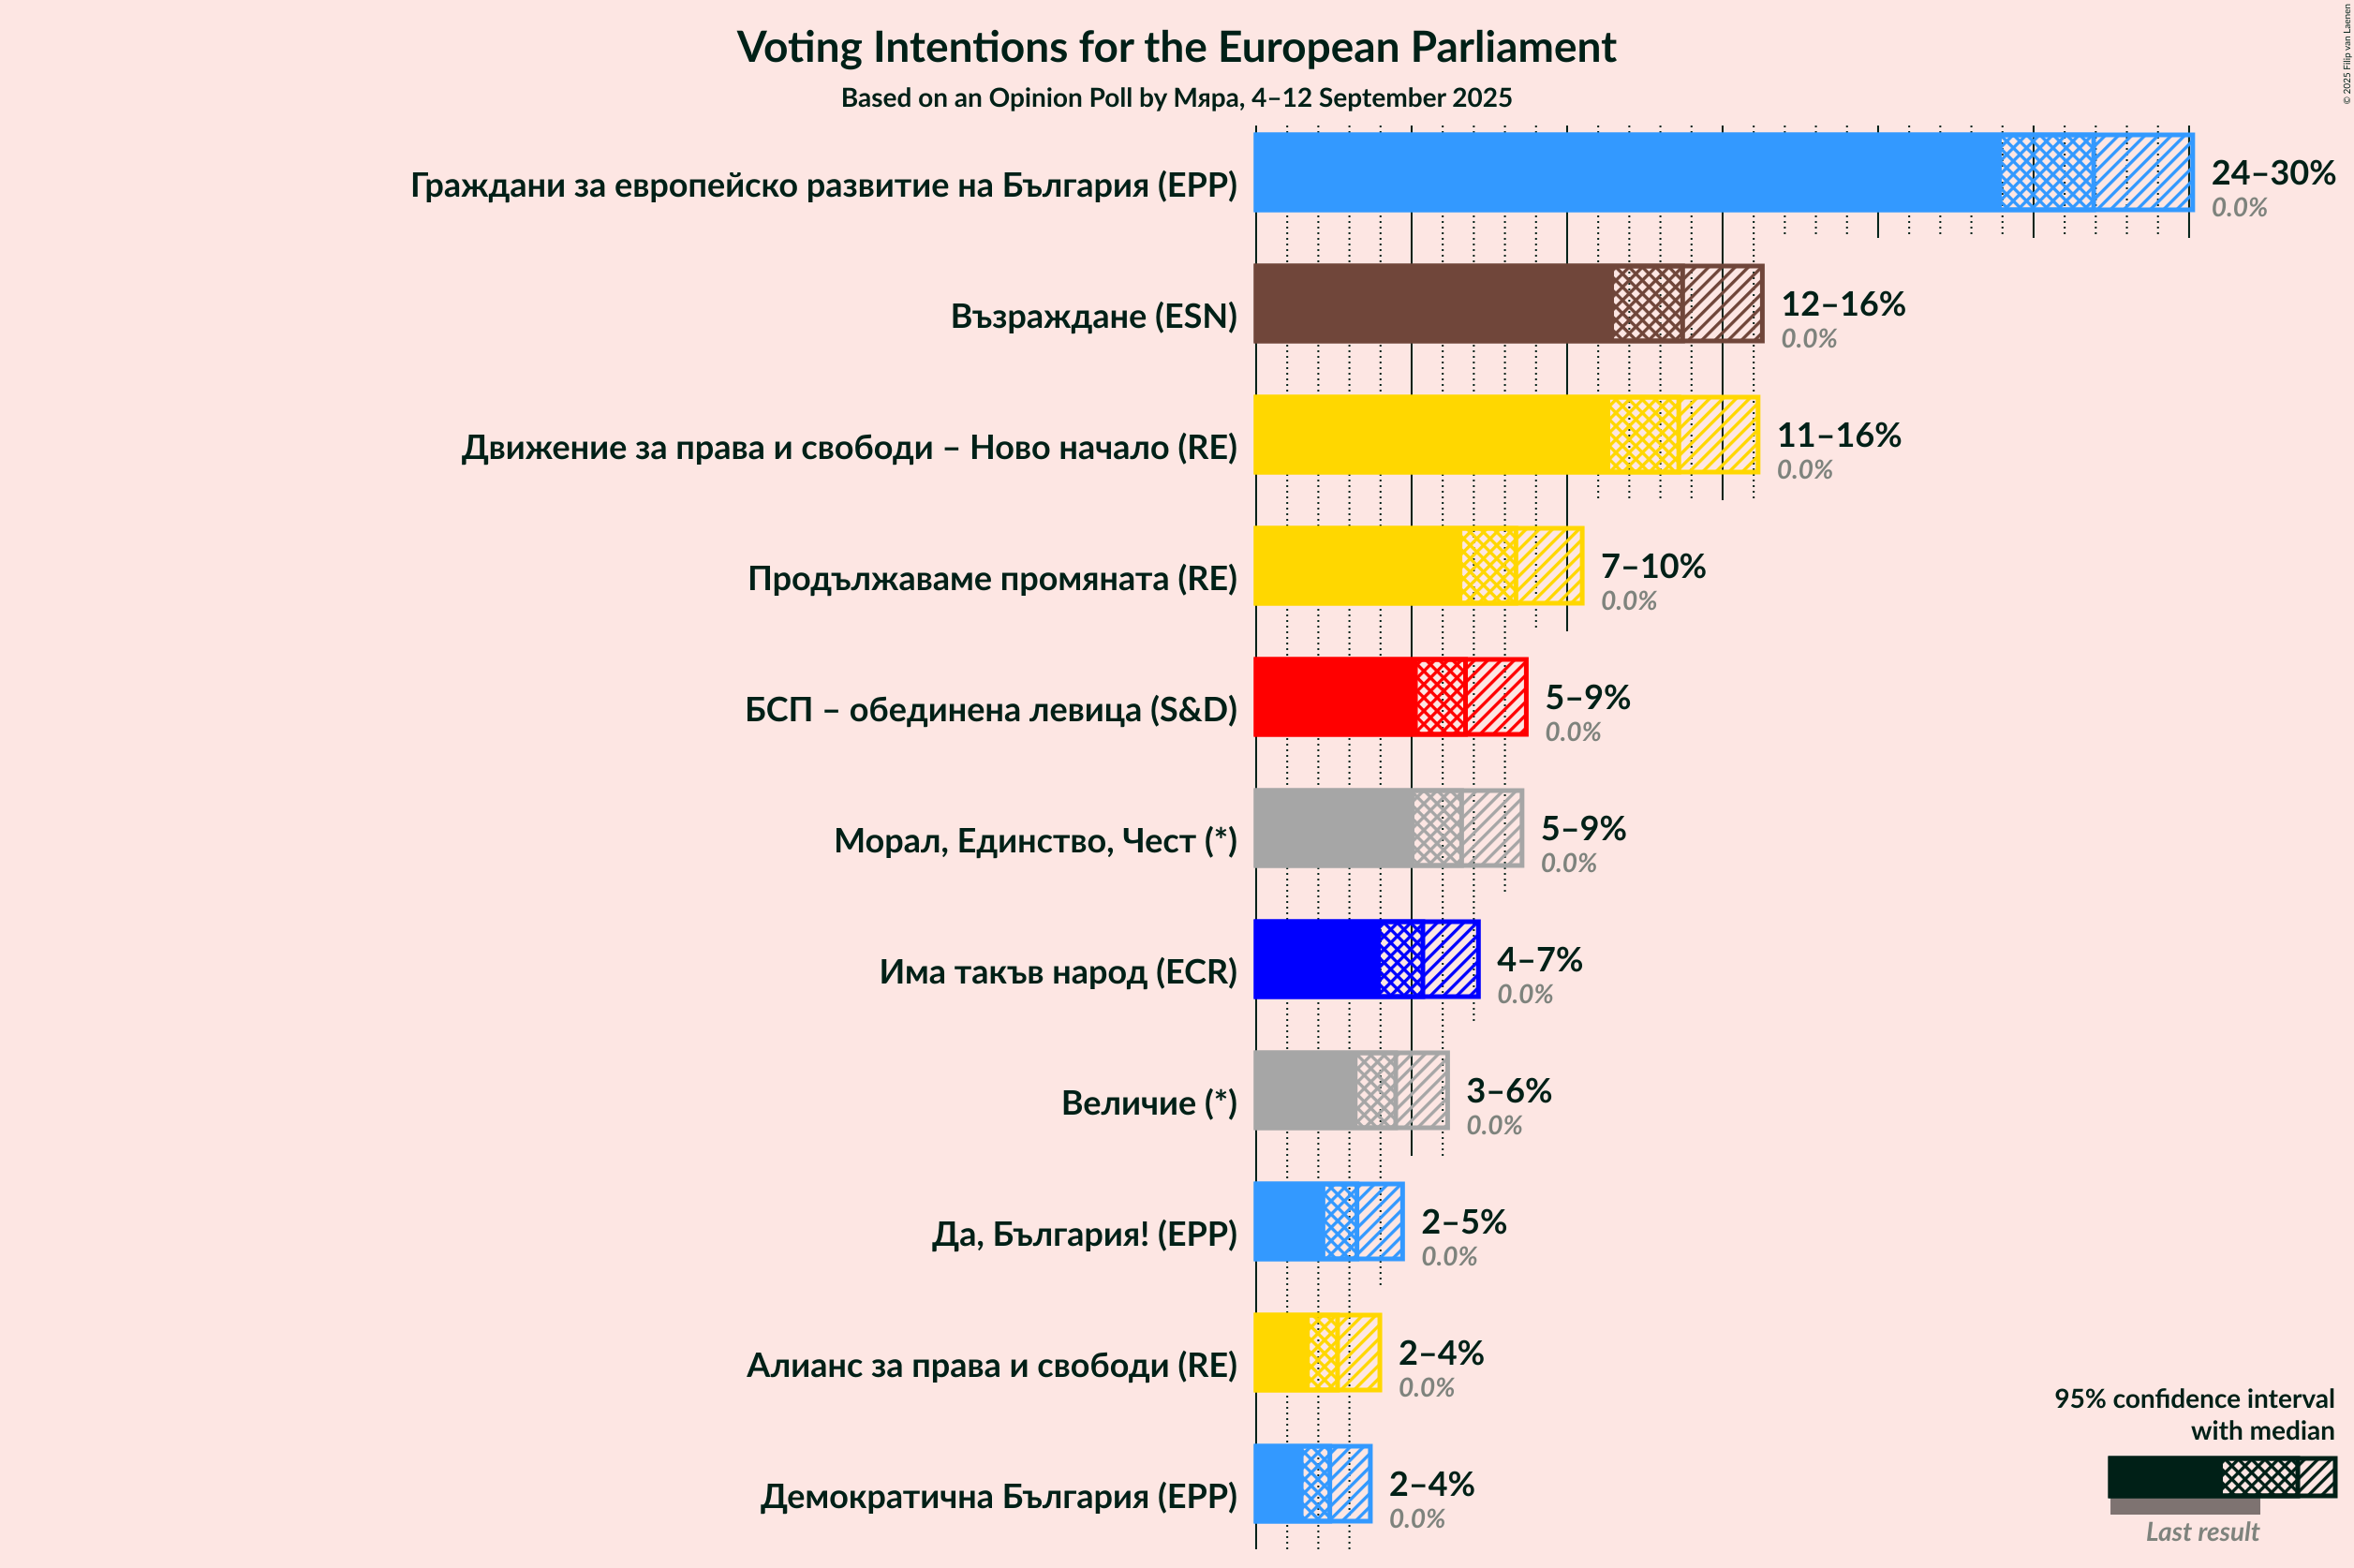 Voting Intentions for the European Parliament
Based on an Opinion Poll by Мяра, 4–12 September 2025
© 2025 Filip van Laenen
Граждани за европейско развитие на България (EPP)
24–30%
0.0%
Възраждане (ESN)
12–16%
0.0%
Движение за права и свободи – Ново начало (RE)
11–16%
0.0%
Продължаваме промяната (RE)
7–10%
0.0%
БСП – обединена левица (S&D)
5–9%
0.0%
Морал, Единство, Чест (*)
5–9%
0.0%
Има такъв народ (ECR)
4–7%
0.0%
Величие (*)
3–6%
0.0%
Да, България! (EPP)
2–5%
0.0%
Алианс за права и свободи (RE)
2–4%
0.0%
Демократична България (EPP)
2–4%
0.0%
95% confidence interval
with median
Last result